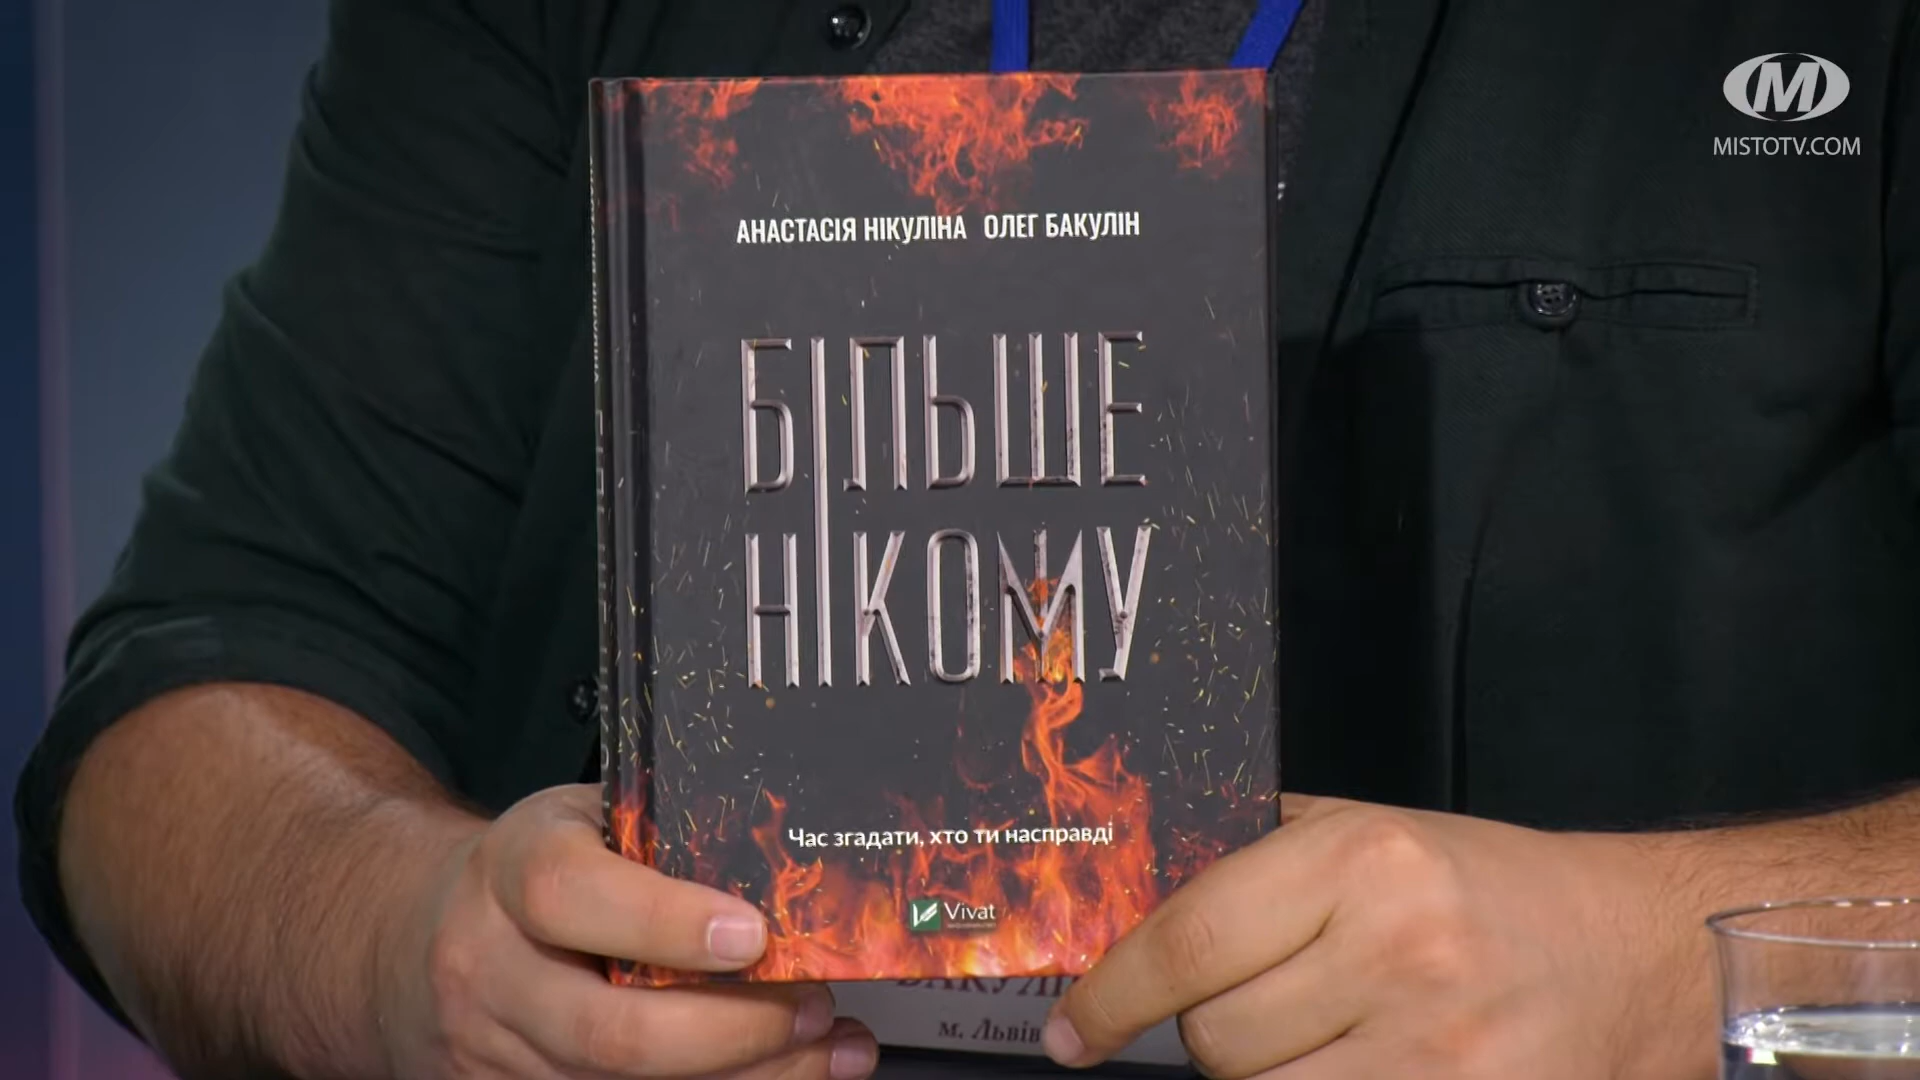 MISTOTV.COM
АНАСТАСІЯ НІКУЛІНА ОЛЕГ БАКУЛІН
БІЛЬШЕ
НІКОМУ
Час згадати, хто ти насправді
Vivat
м. Львів